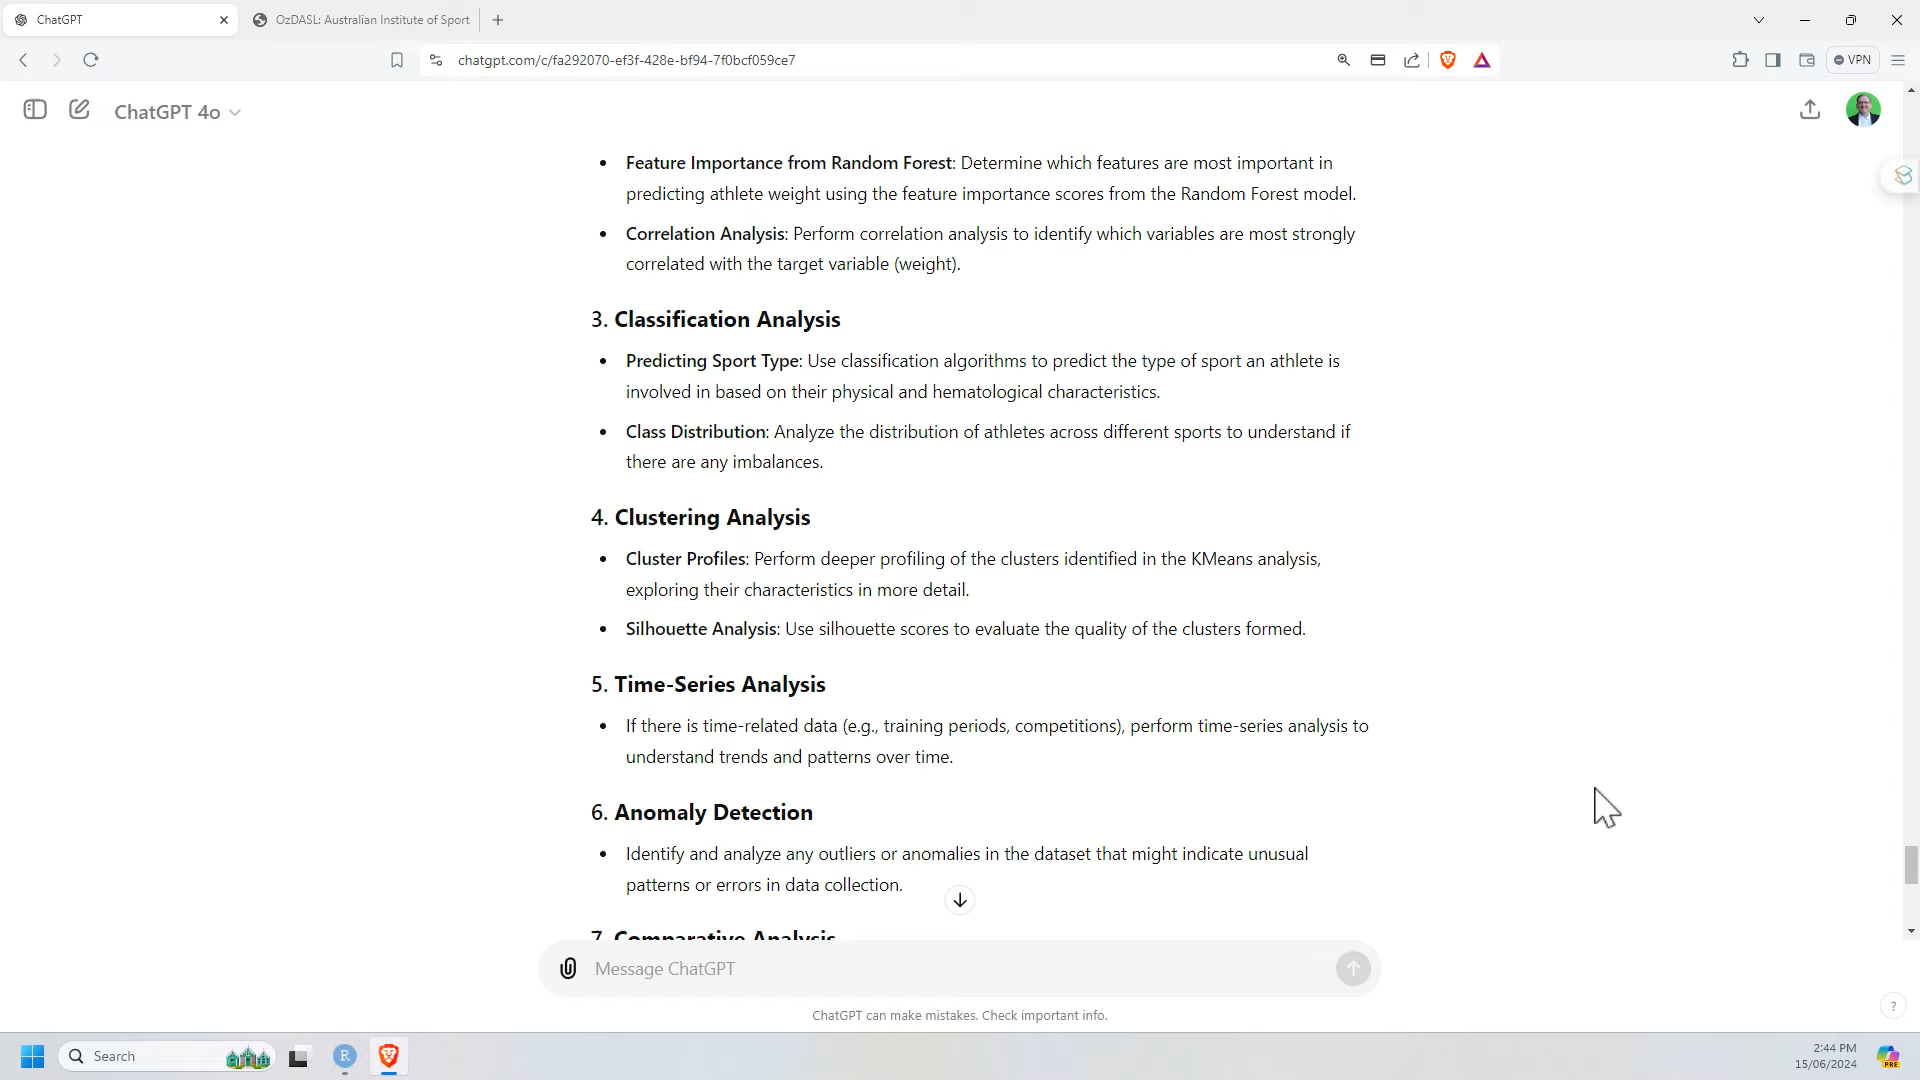 ChatGPT
OzDASL: Australian Institute of Sport
chatgpt.com/c/fa292070-ef3f-428e-bf94-7f0bcf059ce7
VPN
ChatGPT 4o
• Feature Importance from Random Forest: Determine which features are most important in
predicting athlete weight using the feature importance scores from the Random Forest model.
• Correlation Analysis: Perform correlation analysis to identify which variables are most strongly
correlated with the target variable (weight).
3. Classification Analysis
• Predicting Sport Type: Use classification algorithms to predict the type of sport an athlete is
involved in based on their physical and hematological characteristics.
• Class Distribution: Analyze the distribution of athletes across different sports to understand if
there are any imbalances.
4. Clustering Analysis
• Cluster Profiles: Perform deeper profiling of the clusters identified in the KMeans analysis,
exploring their characteristics in more detail.
• Silhouette Analysis: Use silhouette scores to evaluate the quality of the clusters formed.
5. Time-Series Analysis
• If there is time-related data (e.g., training periods, competitions), perform time-series analysis to
understand trends and patterns over time.
6. Anomaly Detection
• Identify and analyze any outliers or anomalies in the dataset that might indicate unusual
patterns or errors in data collection.
7. Comparative Analysis
Message ChatGPT
ChatGPT can make mistakes. Check important info.
?
Search
R
2:44 PM
15/06/2024
PRE